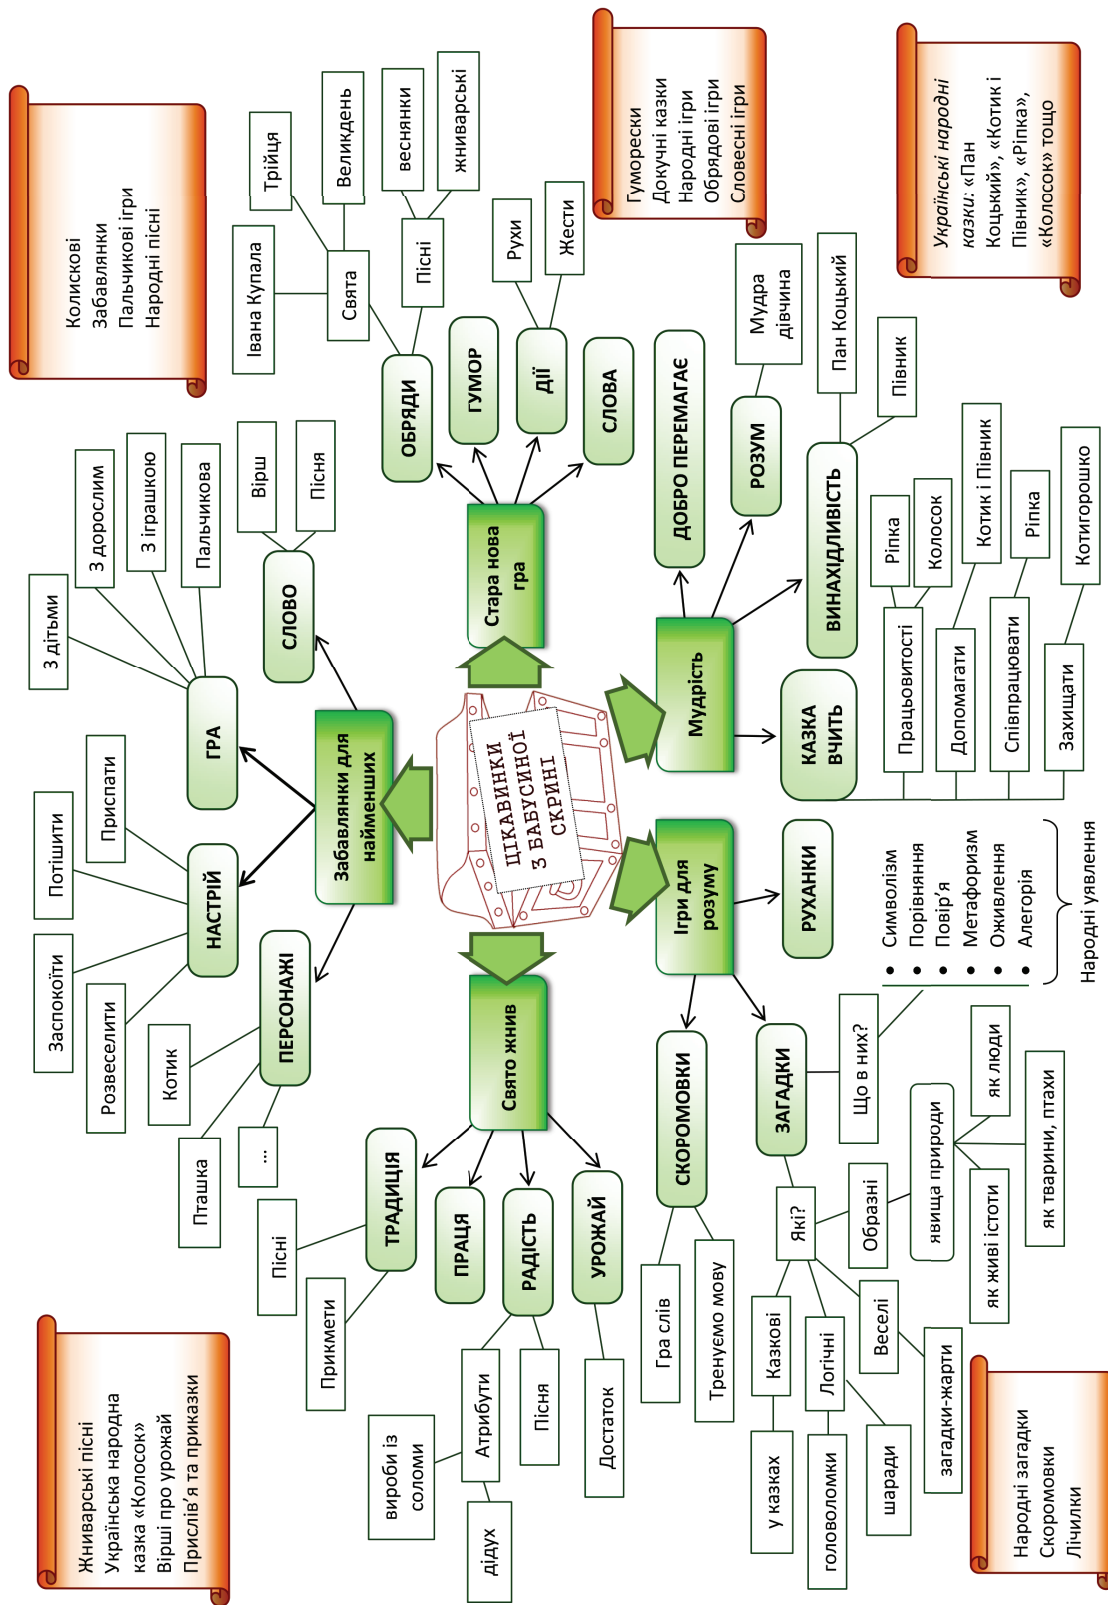 Жниварські пісні
Українська народна
казка «Колосок»
Вірші про урожай
Прислів’я та приказки
Колискові
Забавлянки
Пальчикові ігри
Народні пісні
ЦІКАВИНКИ
З БАБУСИНОЇ
СКРИНІ
Забавлянки для
найменших
ПЕРСОНАЖІ
Пташка
Котик
...
НАСТРІЙ
Розвеселити
Заспокоїти
Потішити
Приспати
ГРА
З дітьми
З дорослим
З іграшкою
Пальчикова
СЛОВО
Вірш
Пісня
Стара нова
гра
ОБРЯДИ
Свята
Івана Купала
Трійця
Великдень
Пісні
веснянки
жниварські
ГУМОР
ДІЇ
Рухи
Жести
СЛОВА
Гуморески
Докучні казки
Народні ігри
Обрядові ігри
Словесні ігри
Свято жнив
ТРАДИЦІЯ
Пісні
Прикмети
ПРАЦЯ
РАДІСТЬ
Атрибути
вироби із
соломи
дідух
Пісня
УРОЖАЙ
Достаток
Ігри для
розуму
СКОРОМОВКИ
Гра слів
Тренуємо мову
ЗАГАДКИ
Які?
Казкові
у казках
Логічні
головоломки
шаради
Веселі
загадки-жарти
Образні
явища природи
як живі істоти
як тварини, птахи
як люди
Що в них?
• Символізм
• Порівняння
• Повір’я
• Метафоризм
• Оживлення
• Алегорія
Народні уявлення
РУХАНКИ
Народні загадки
Скоромовки
Лічилки
Мудрість
ДОБРО ПЕРЕМАГАЄ
РОЗУМ
Мудра
дівчина
ВИНАХІДЛИВІСТЬ
Пан Коцький
Півник
КАЗКА
ВЧИТЬ
Працьовитості
Ріпка
Колосок
Допомагати
Котик і Півник
Співпрацювати
Ріпка
Захищати
Котигорошко
Українські народні
казки: «Пан
Коцький», «Котик і
Півник», «Ріпка»,
«Колосок» тощо